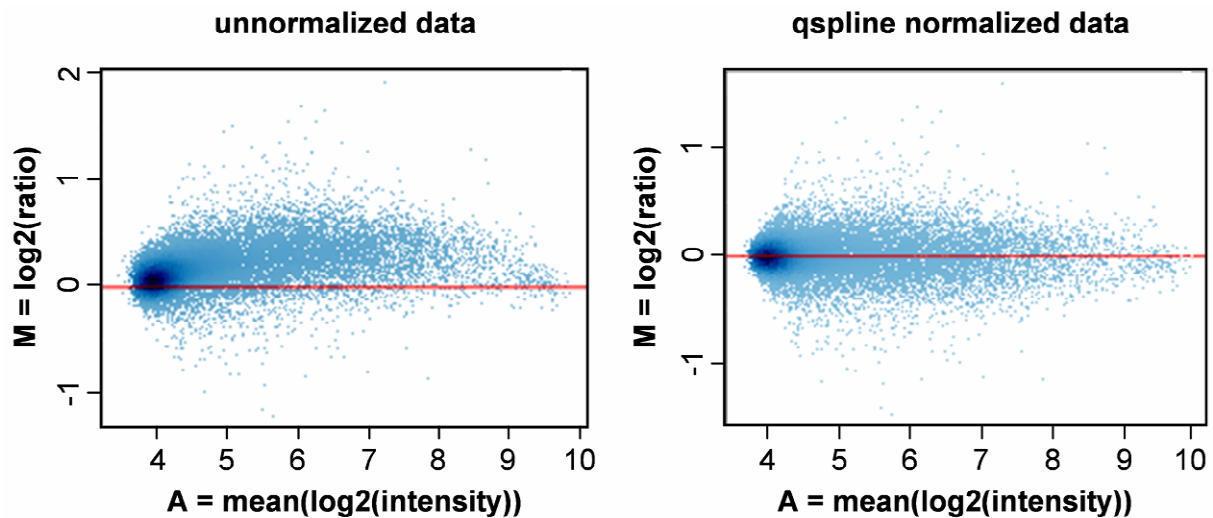 unnormalized data
qspline normalized data
M = log2(ratio)
2
1
0
-1
4 5 6 7 8 9 10
A = mean(log2(intensity))
M = log2(ratio)
1
0
-1
4 5 6 7 8 9 10
A = mean(log2(intensity))